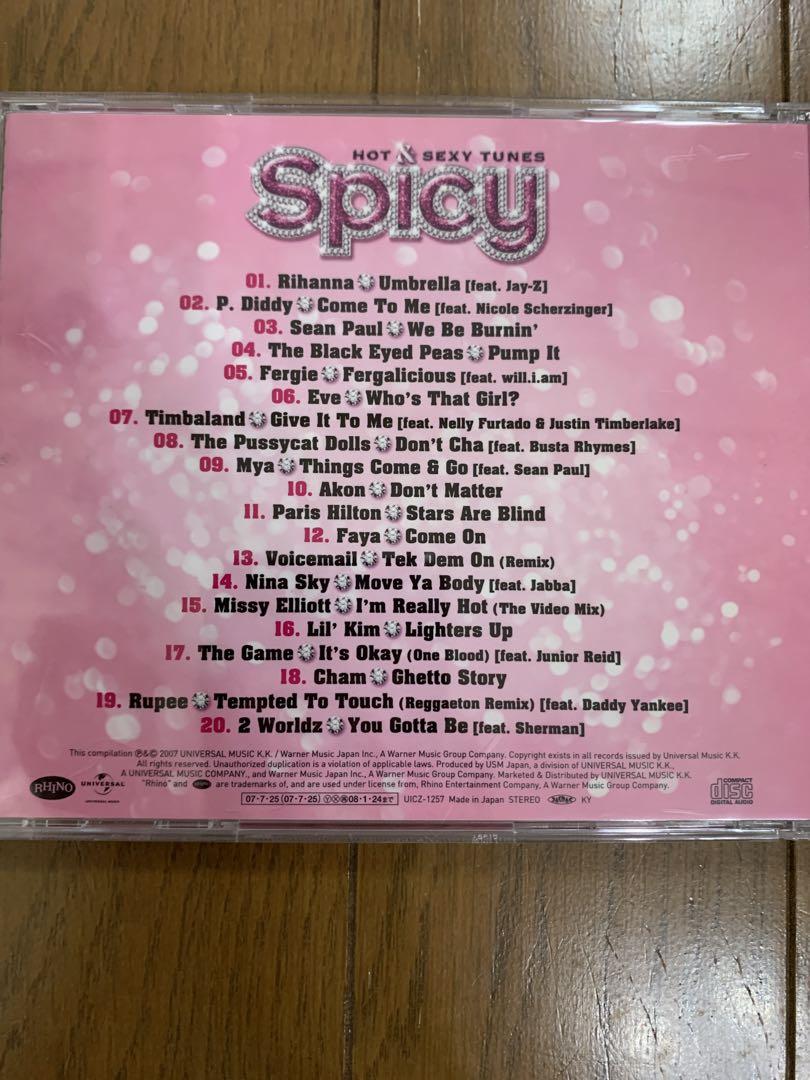 HOT & SEXY TUNES
Spicy
01. Rihanna Umbrella [feat. Jay-Z]
02. P. Diddy Come To Me [feat. Nicole Scherzinger]
03. Sean Paul We Be Burnin'
04. The Black Eyed Peas Pump It
05. Fergie Fergalicious [feat. will.i.am]
06. Eve Who's That Girl?
07. Timbaland Give It To Me [feat. Nelly Furtado & Justin Timberlake]
08. The Pussycat Dolls Don't Cha [feat. Busta Rhymes]
09. Mya Things Come & Go [feat. Sean Paul]
10. Akon Don't Matter
11. Paris Hilton Stars Are Blind
12. Faya Come On
13. Voicemail Tek Dem On (Remix)
14. Nina Sky Move Ya Body [feat. Jabba]
15. Missy Elliott I'm Really Hot (The Video Mix)
16. Lil' Kim Lighters Up
17. The Game It's Okay (One Blood) [feat. Junior Reid]
18. Cham Ghetto Story
19. Rupee Tempted To Touch (Reggaeton Remix) [feat. Daddy Yankee]
20. 2 Worldz You Gotta Be [feat. Sherman]
This compilation ℗&© 2007 UNIVERSAL MUSIC K.K. / Warner Music Japan Inc., A Warner Music Group Company. Copyright exists in all records issued by Universal Music K.K.
All rights reserved. Unauthorized duplication is a violation of applicable laws. Produced by USM Japan, a division of UNIVERSAL MUSIC K.K.,
A UNIVERSAL MUSIC COMPANY., and Warner Music Japan Inc., A Warner Music Group Company. Marketed & Distributed by UNIVERSAL MUSIC K.K.
"Rhino" and RHINO are trademarks of, and are used under license from, Rhino Entertainment Company, A Warner Music Group Company.
RHINO
UNIVERSAL
UNIVERSAL MUSIC
07・7・25 (07・7・25) Ⓨ Ⓧ 再 08・1・24まで UICZ-1257 Made in Japan STEREO KY
COMPACT
disc
DIGITAL AUDIO